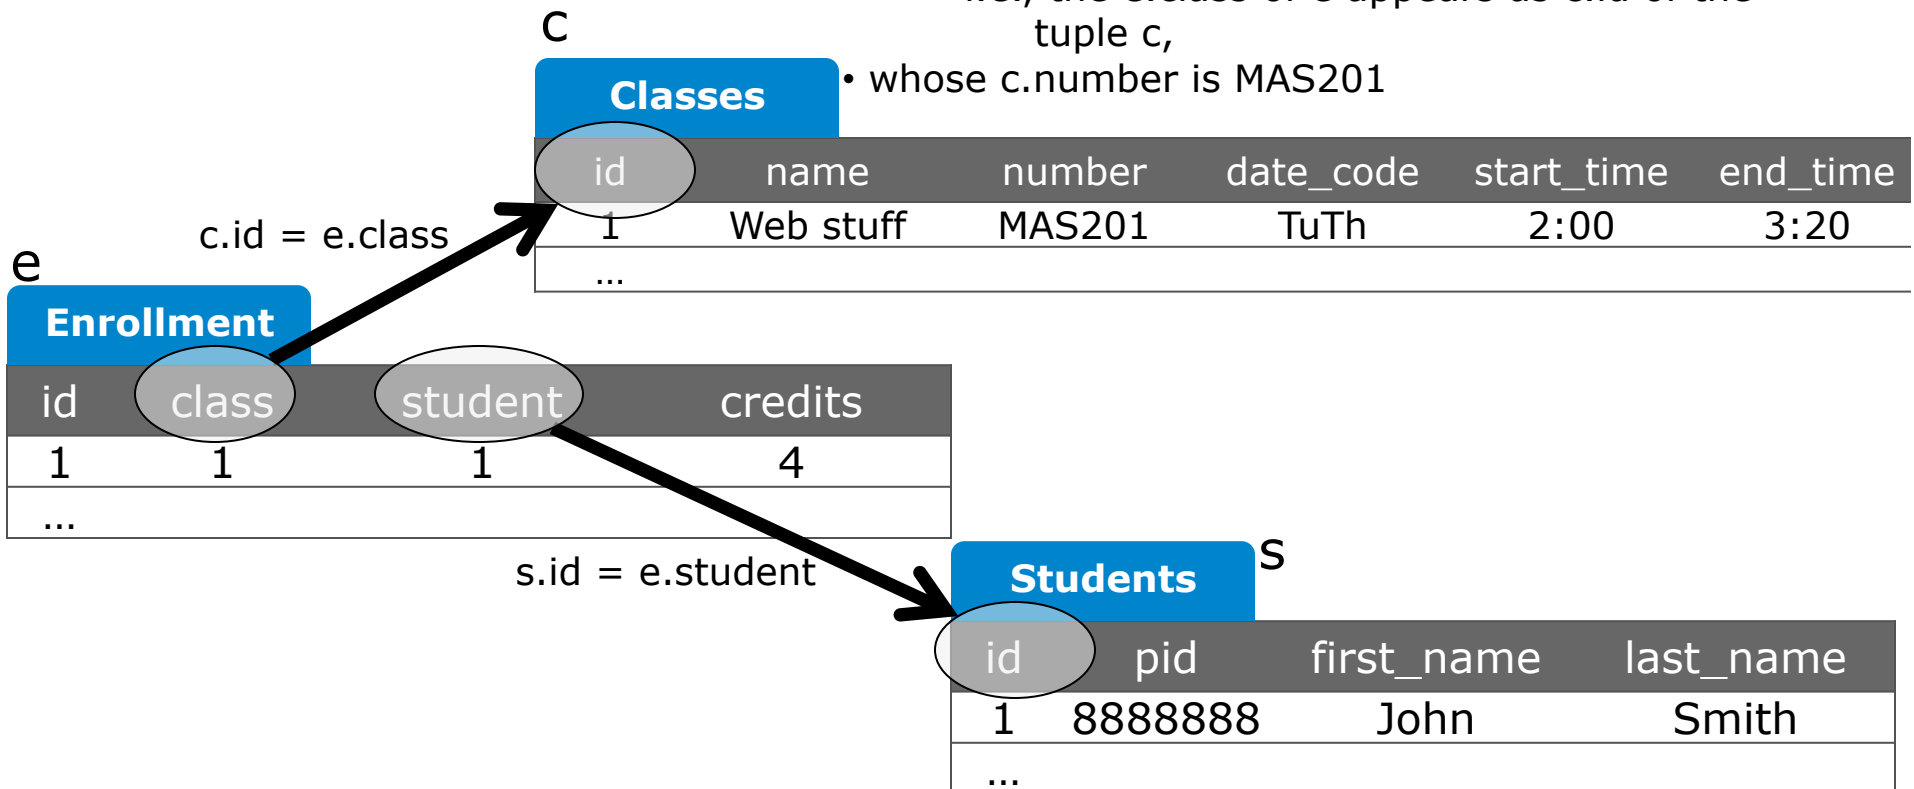 c
tuple c,
• whose c.number is MAS201
Classes
id name number date_code start_time end_time
1 Web stuff MAS201 TuTh 2:00 3:20
...
c.id = e.class
e
Enrollment
id class student credits
1 1 1 4
...
s.id = e.student
s
Students
id pid first_name last_name
1 8888888 John Smith
...